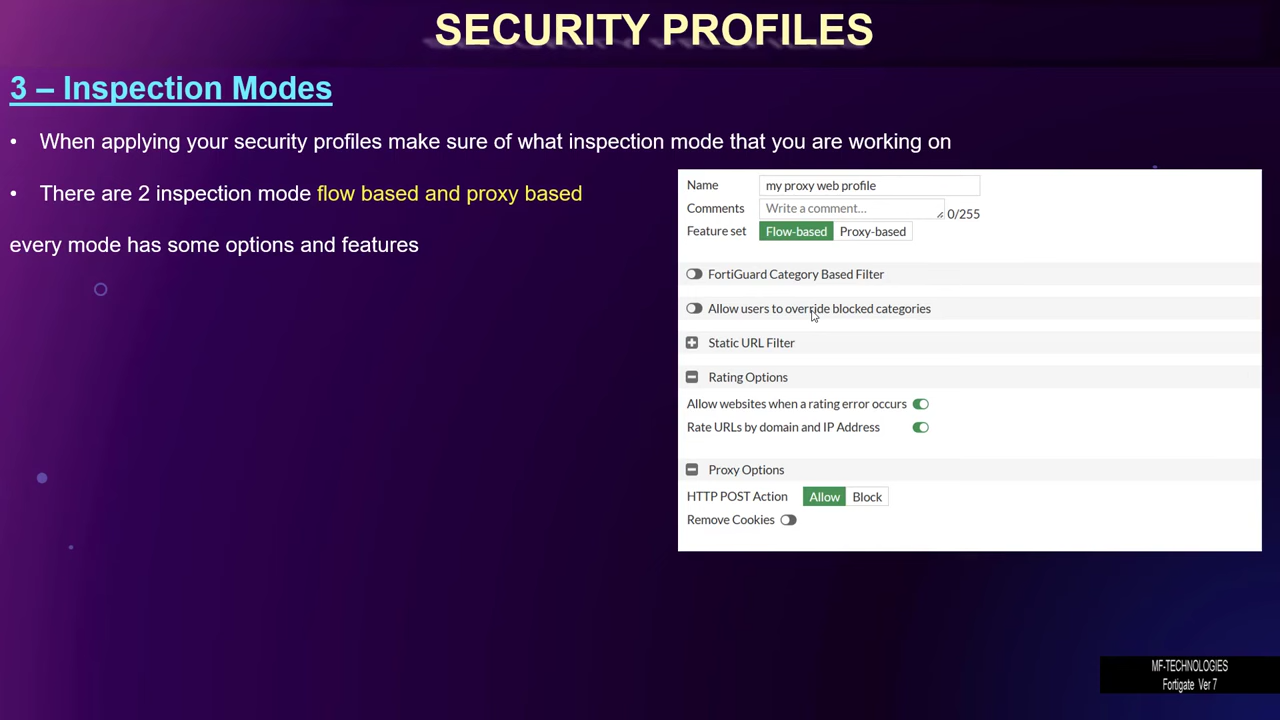 SECURITY PROFILES
3 – Inspection Modes
• When applying your security profiles make sure of what inspection mode that you are working on
• There are 2 inspection mode flow based and proxy based
every mode has some options and features
Name my proxy web profile
Comments Write a comment... 0/255
Feature set Flow-based Proxy-based
FortiGuard Category Based Filter
Allow users to override blocked categories
Static URL Filter
Rating Options
Allow websites when a rating error occurs
Rate URLs by domain and IP Address
Proxy Options
HTTP POST Action Allow Block
Remove Cookies
MF-TECHNOLOGIES
Fortigate Ver 7